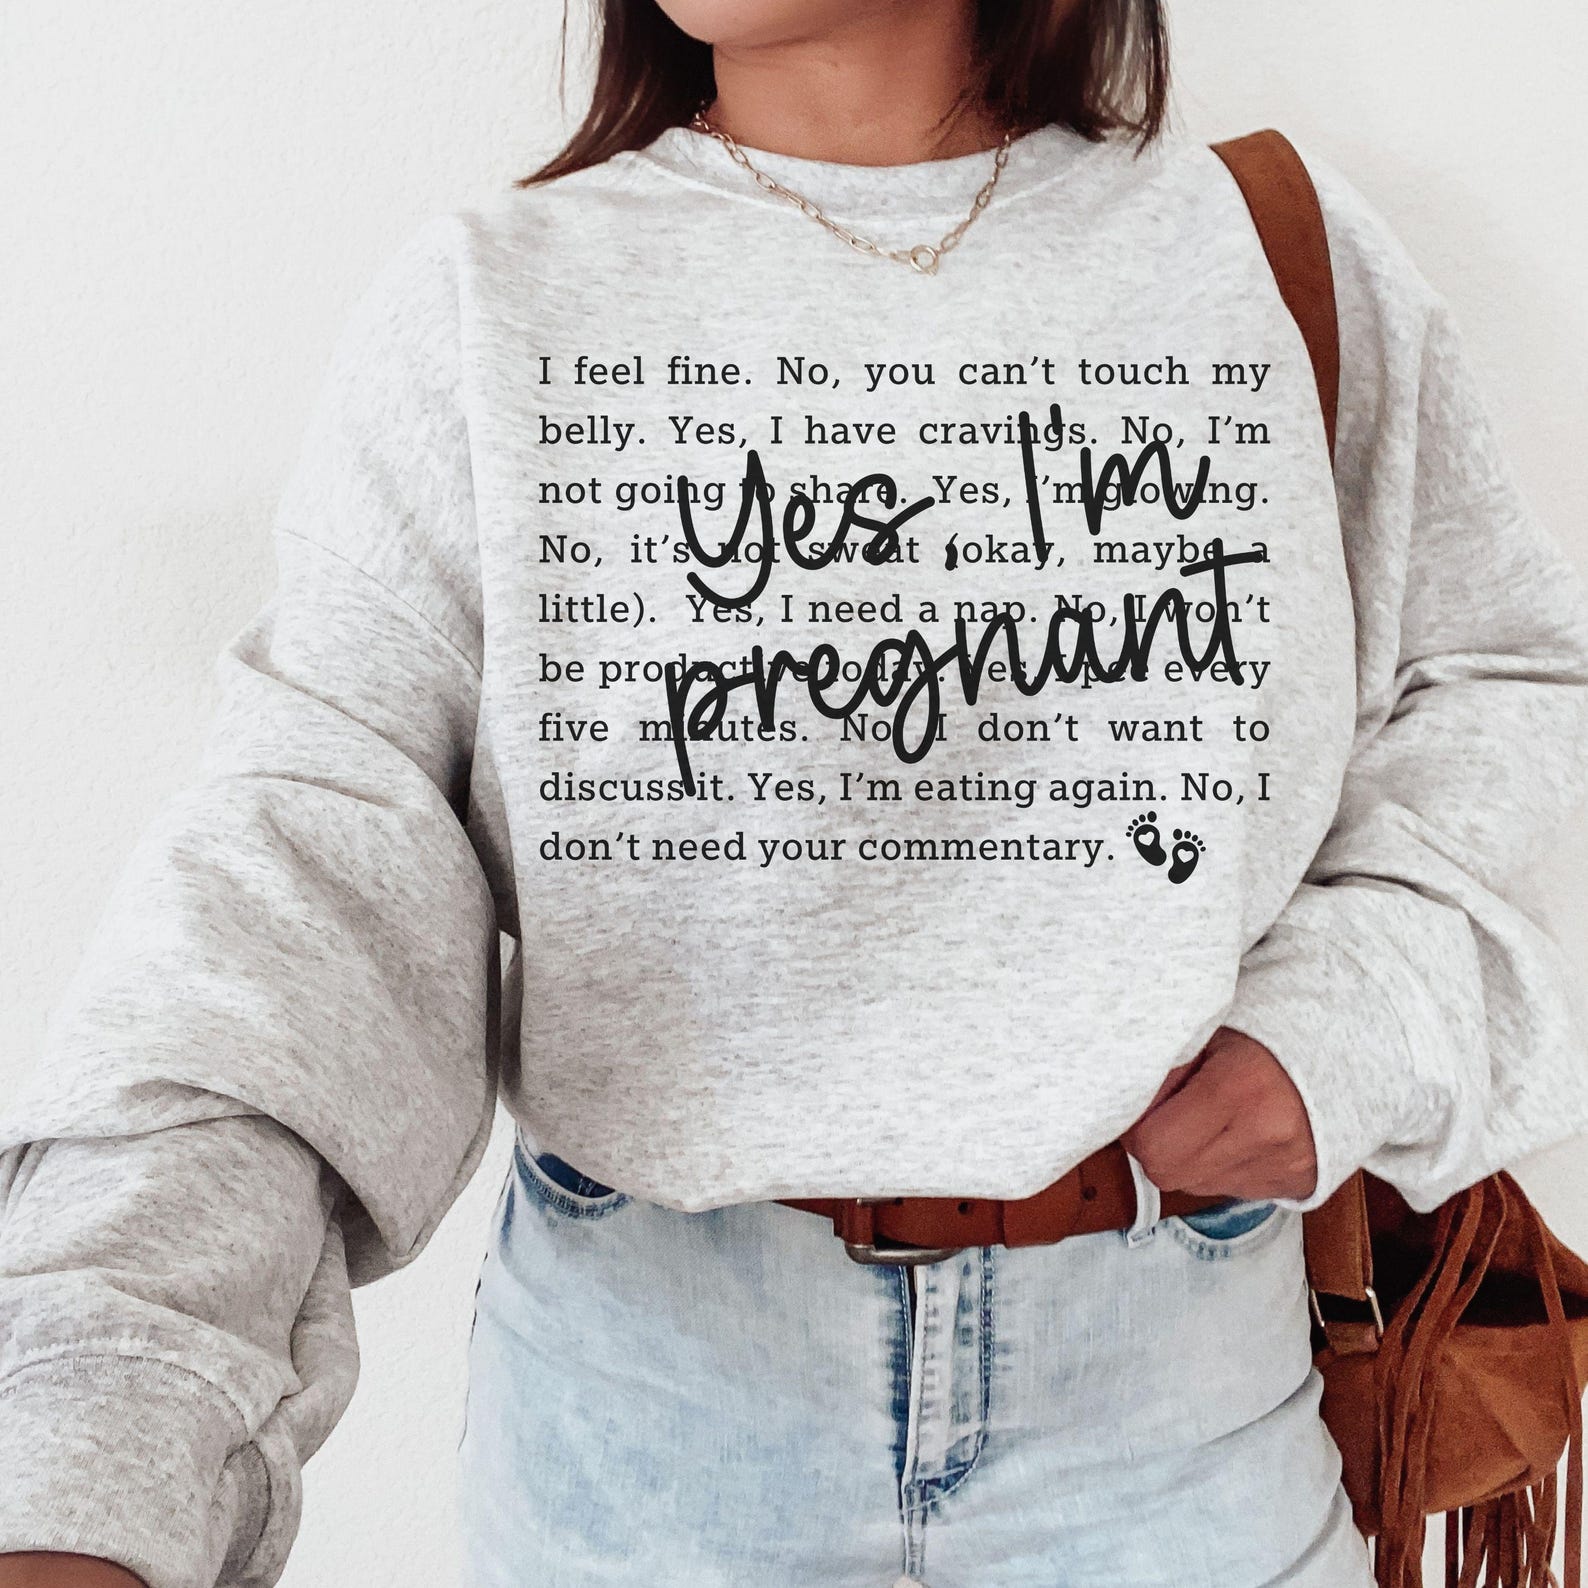 I feel fine. No, you can't touch my
belly. Yes, I have cravings. No, I'm
not going to share. Yes, I'm glowing.
No, it's not sweat (okay, maybe a
little). Yes, I need a nap. No, I won't
be productive today. Yes, I pee every
five minutes. No, I don't want to
discuss it. Yes, I'm eating again. No, I
don't need your commentary.
Yes, I'm
pregnant